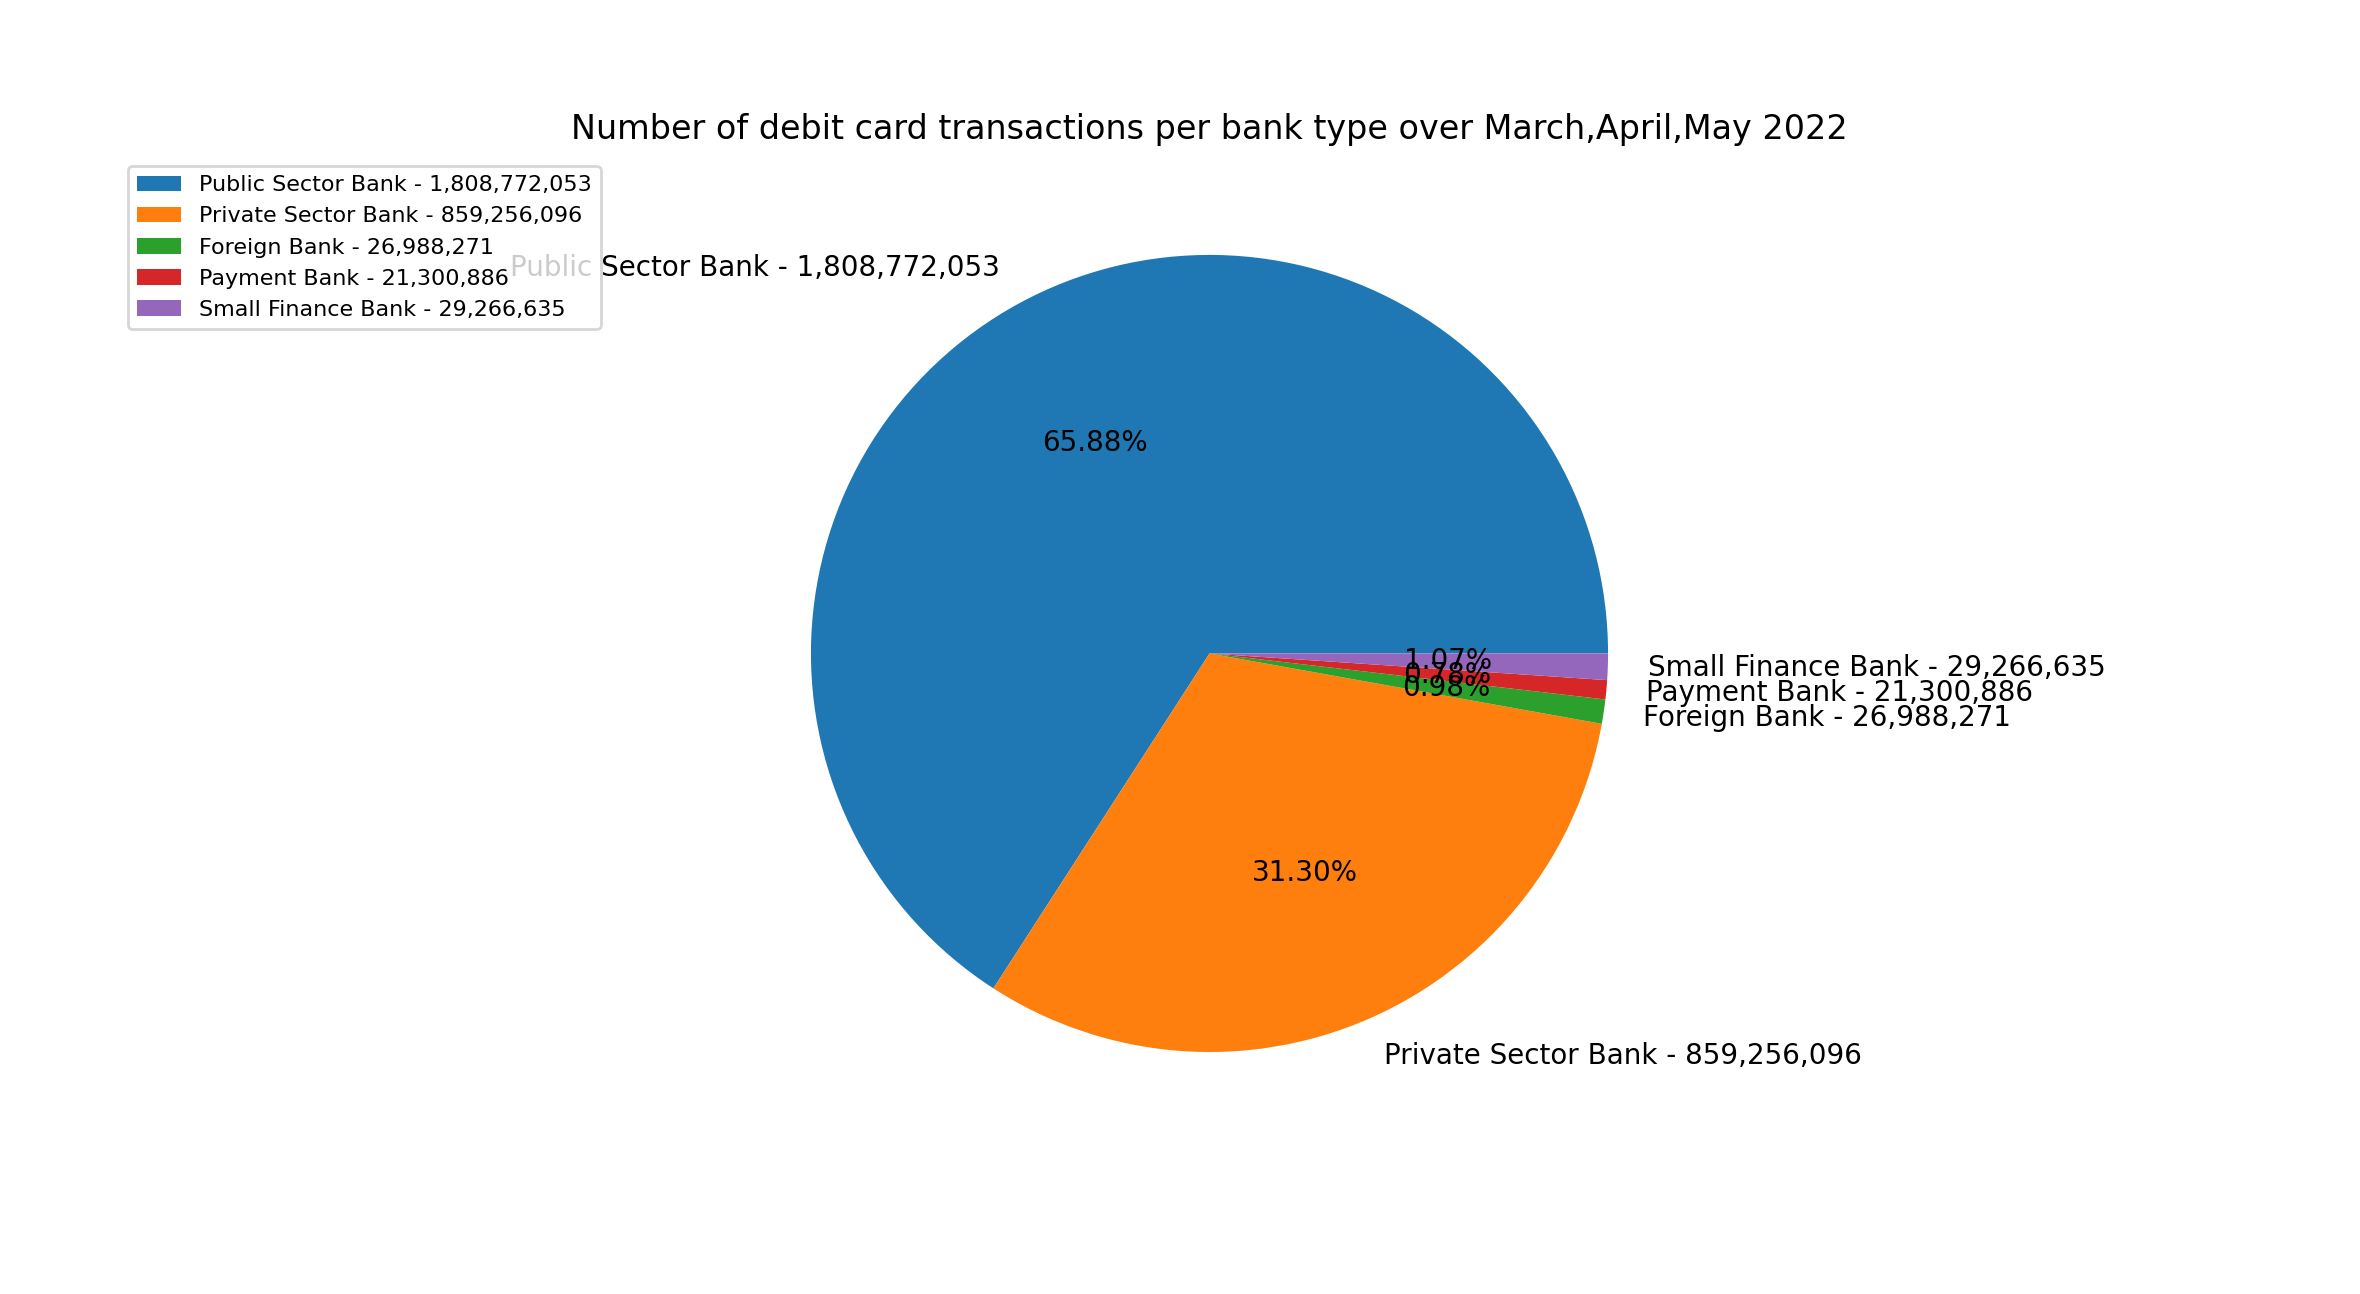 Number of debit card transactions per bank type over March,April,May 2022
Public Sector Bank - 1,808,772,053
Private Sector Bank - 859,256,096
Foreign Bank - 26,988,271
Payment Bank - 21,300,886
Small Finance Bank - 29,266,635
Public Sector Bank - 1,808,772,053
65.88%
1.07%
0.78%
0.98%
Small Finance Bank - 29,266,635
Payment Bank - 21,300,886
Foreign Bank - 26,988,271
31.30%
Private Sector Bank - 859,256,096